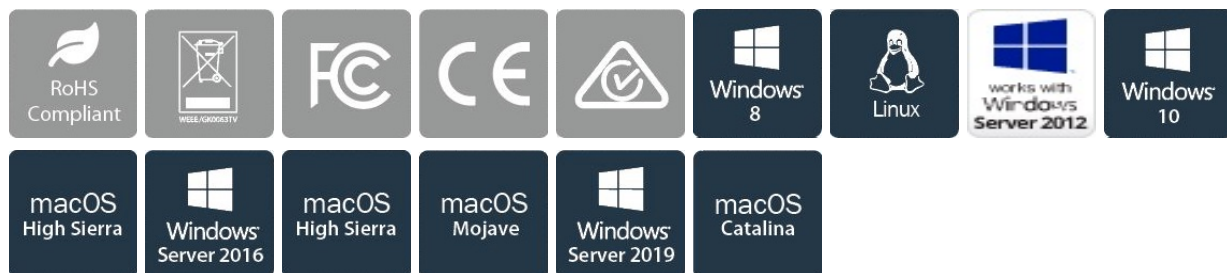 RoHS
Compliant
WEEE/GK0063TV
FC
CE
Windows
8
Linux
works with
Windows
Server 2012
Windows
10
macOS
High Sierra
Windows
Server 2016
macOS
High Sierra
macOS
Mojave
Windows
Server 2019
macOS
Catalina